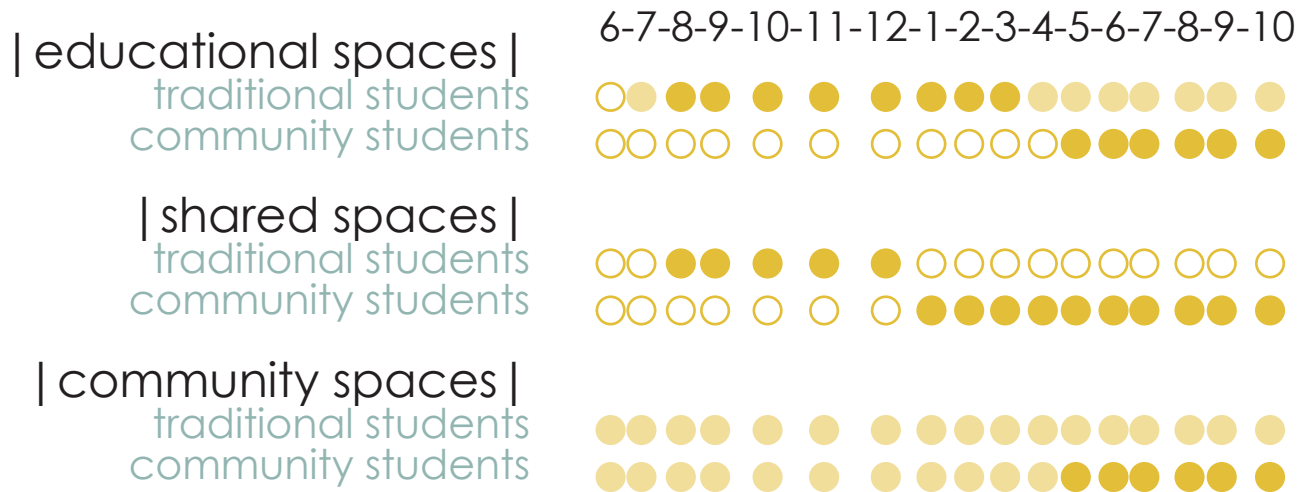 6-7-8-9-10-11-12-1-2-3-4-5-6-7-8-9-10
|educational spaces|
traditional students
community students
|shared spaces|
traditional students
community students
|community spaces|
traditional students
community students